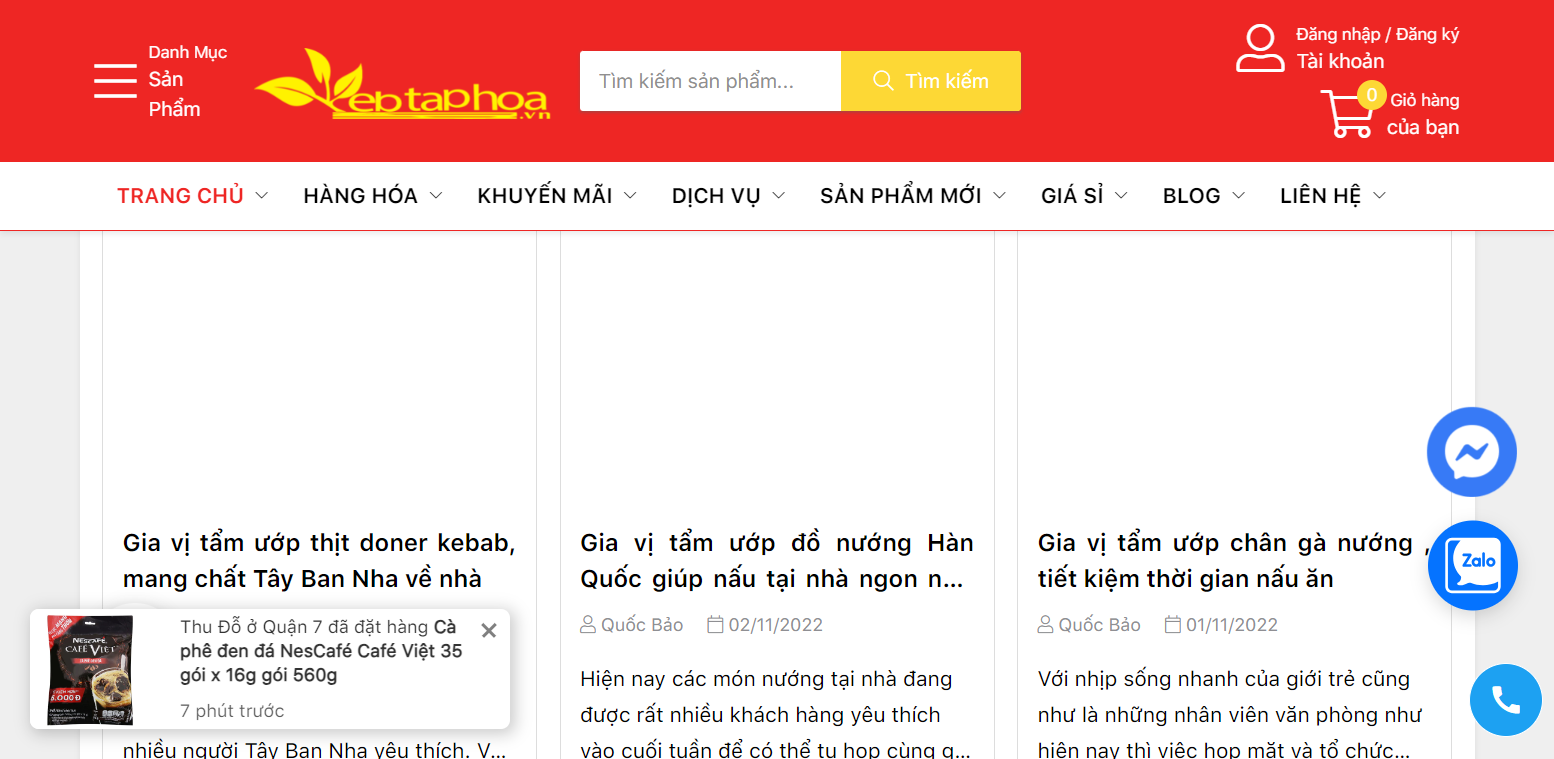 Danh Mục
Sản
Phẩm
eptaphoa
.vn
Tìm kiếm sản phẩm...
Tìm kiếm
Đăng nhập / Đăng ký
Tài khoản
0
Giỏ hàng
của bạn
TRANG CHỦ
HÀNG HÓA
KHUYẾN MÃI
DỊCH VỤ
SẢN PHẨM MỚI
GIÁ SỈ
BLOG
LIÊN HỆ
Gia vị tẩm ướp thịt doner kebab,
mang chất Tây Ban Nha về nhà
Gia vị tẩm ướp đồ nướng Hàn
Quốc giúp nấu tại nhà ngon n...
Quốc Bảo
02/11/2022
Hiện nay các món nướng tại nhà đang
được rất nhiều khách hàng yêu thích
vào cuối tuần để có thể tụ họp cùng g...
Gia vị tẩm ướp chân gà nướng ,
tiết kiệm thời gian nấu ăn
Quốc Bảo
01/11/2022
Với nhịp sống nhanh của giới trẻ cũng
như là những nhân viên văn phòng như
hiện nay thì việc họp mặt và tổ chức...
Zalo
NESCAFÉ
CAFÉ VIỆT
5.000Đ
Thu Đỗ ở Quận 7 đã đặt hàng Cà
phê đen đá NesCafé Café Việt 35
gói x 16g gói 560g
7 phút trước
nhiều người Tây Ban Nha yêu thích. V...